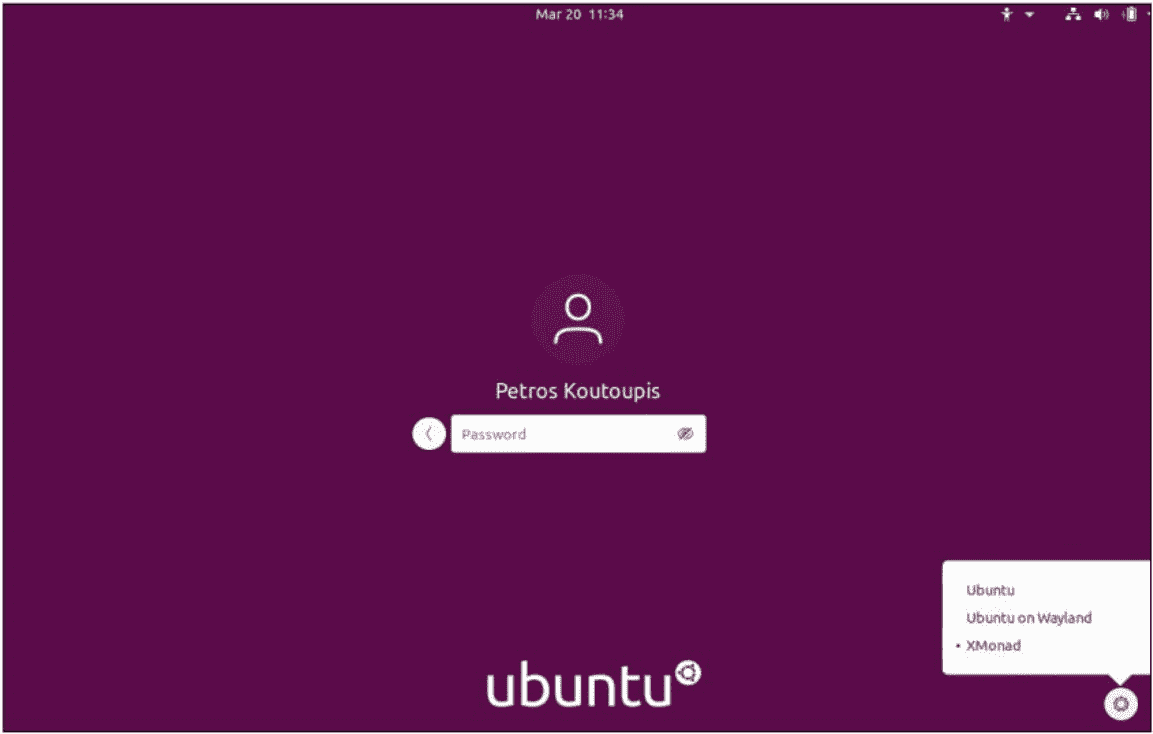 Mar 20 11:34
Petros Koutoupis
Password
Ubuntu
Ubuntu on Wayland
XMonad
ubuntu